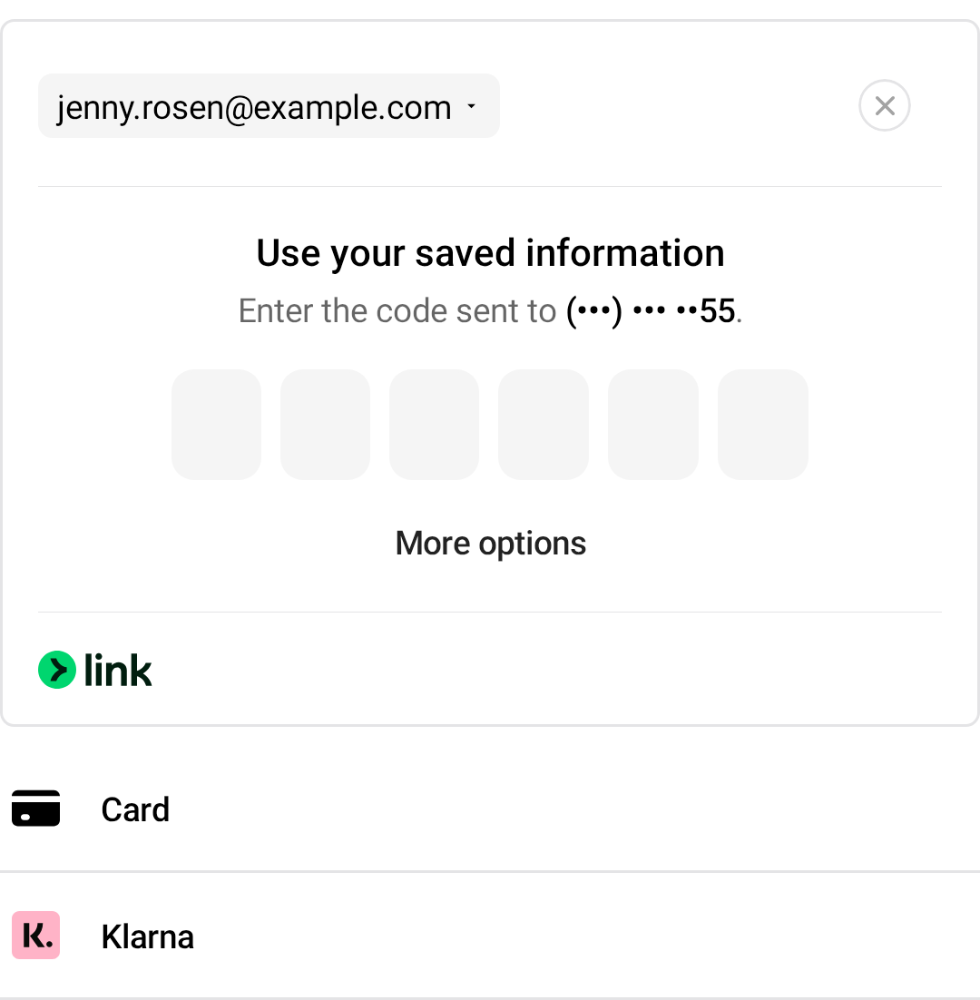 jenny.rosen@example.com
Use your saved information
Enter the code sent to (•••) ••• ••55.
More options
link
Card
K.
Klarna